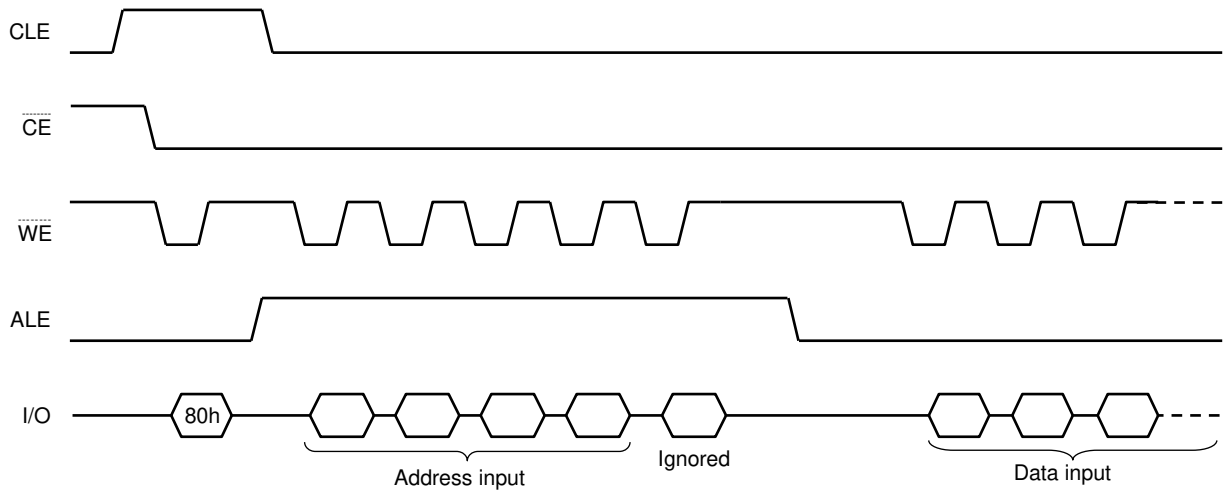 CLE
CE
WE
ALE
I/O
80h
Address input
Ignored
Data input